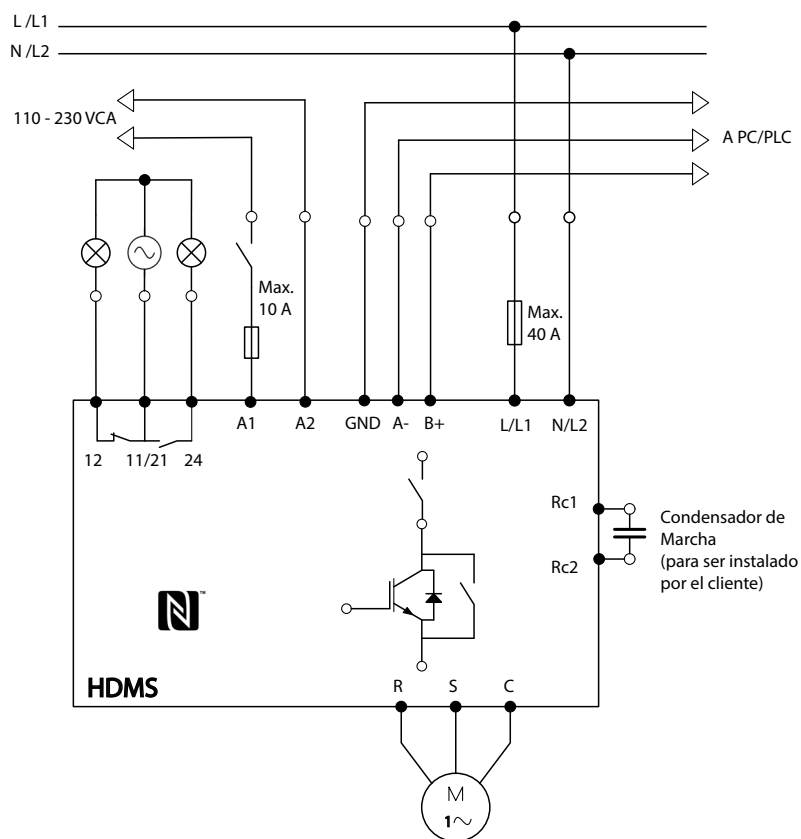 L /L1
N /L2
110 - 230 VCA
A PC/PLC
Max.
10 A
Max.
40 A
A1
A2
GND
A-
B+
L/L1
N/L2
12
11/21
24
Rc1
Rc2
Condensador de
Marcha
(para ser instalado
por el cliente)
N™
HDMS
R
S
C
M
1~